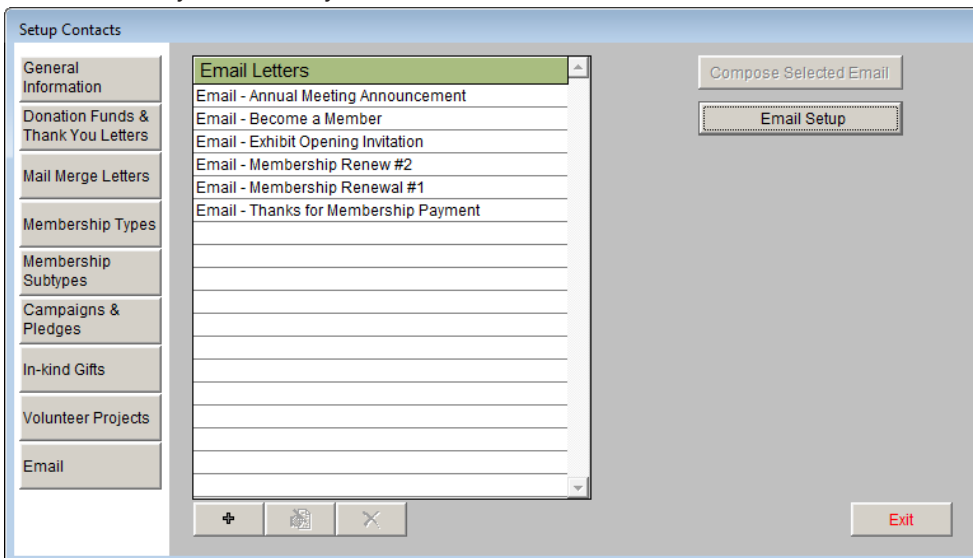 Setup Contacts
General
Information
Donation Funds &
Thank You Letters
Mail Merge Letters
Membership Types
Membership
Subtypes
Campaigns &
Pledges
In-kind Gifts
Volunteer Projects
Email
Email Letters
Email - Annual Meeting Announcement
Email - Become a Member
Email - Exhibit Opening Invitation
Email - Membership Renew #2
Email - Membership Renewal #1
Email - Thanks for Membership Payment
Compose Selected Email
Email Setup
Exit